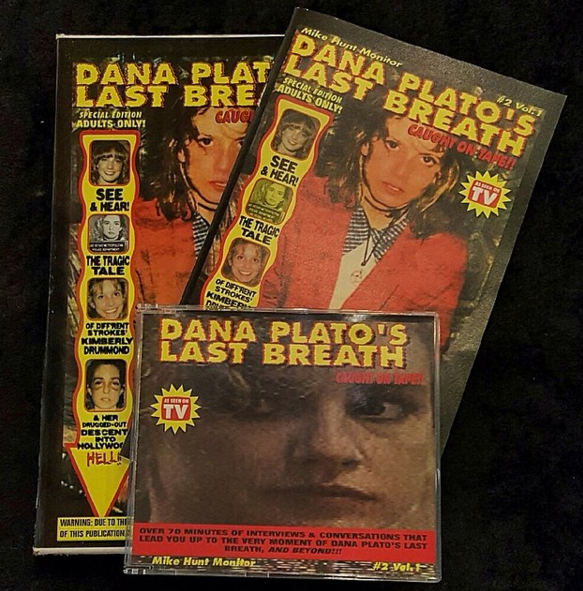 DANA PLAT
LAST BRE
SPECIAL EDITION
ADULTS ONLY!
CAUG
SEE
& HEAR!
THE TRAGIC
TALE
OF DIFF'RENT
STROKES'
KIMBERLY
DRUMMOND
& HER
DRUGGED-OUT
DESCENT
INTO
HOLLYWOO
HELL!
WARNING: DUE TO THE
OF THIS PUBLICATION
Mike Hunt Monitor
#2 Vol.1
DANA PLATO'S
LAST BREATH
SPECIAL EDITION
ADULTS ONLY!
CAUGHT ON TAPE!!
AS SEEN ON
TV
SEE
& HEAR!
THE TRAGIC
TALE
OF DIFF'RENT
STROKES'
KIMBERLY
DANA PLATO'S
LAST BREATH
CAUGHT ON TAPE!!
AS SEEN ON
TV
OVER 70 MINUTES OF INTERVIEWS & CONVERSATIONS THAT
LEAD YOU UP TO THE VERY MOMENT OF DANA PLATO'S LAST
BREATH, AND BEYOND!!!
Mike Hunt Monitor
#2 Vol.1